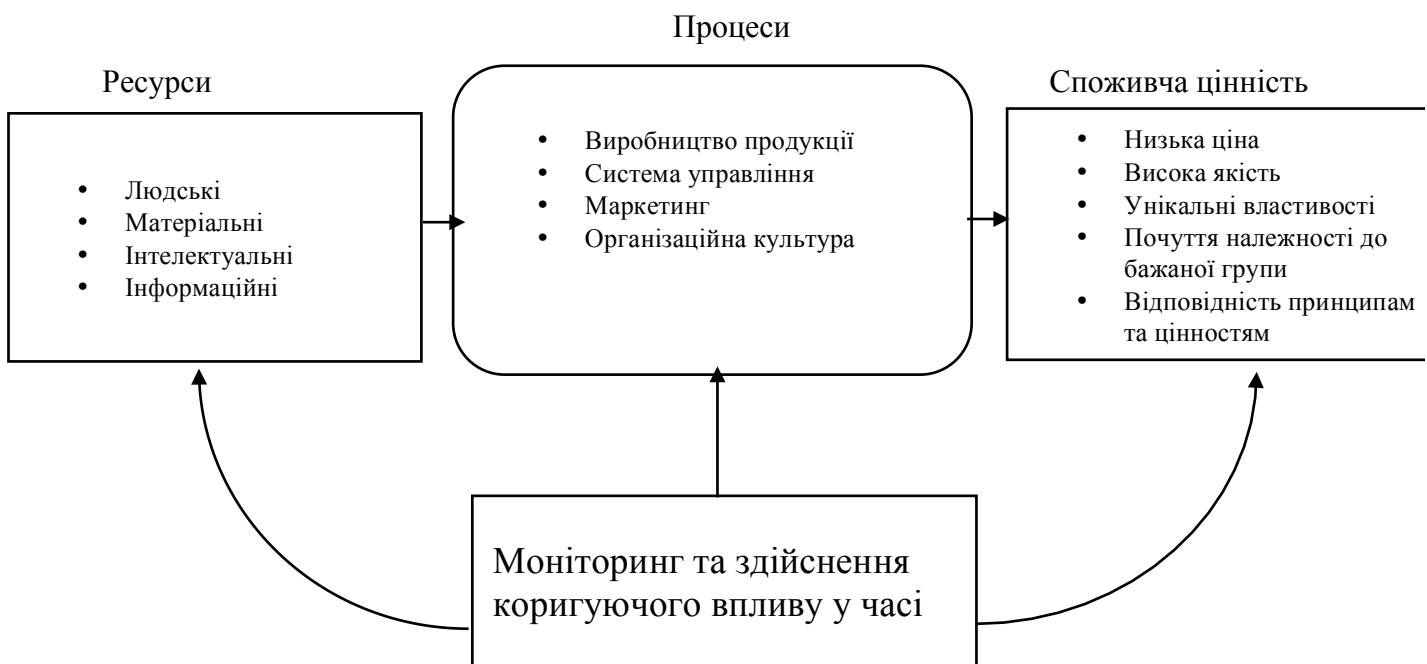 Процеси
Ресурси
Споживча цінність
• Людські
• Матеріальні
• Інтелектуальні
• Інформаційні
• Виробництво продукції
• Система управління
• Маркетинг
• Організаційна культура
• Низька ціна
• Висока якість
• Унікальні властивості
• Почуття належності до
бажаної групи
• Відповідність принципам
та цінностям
Моніторинг та здійснення
коригуючого впливу у часі